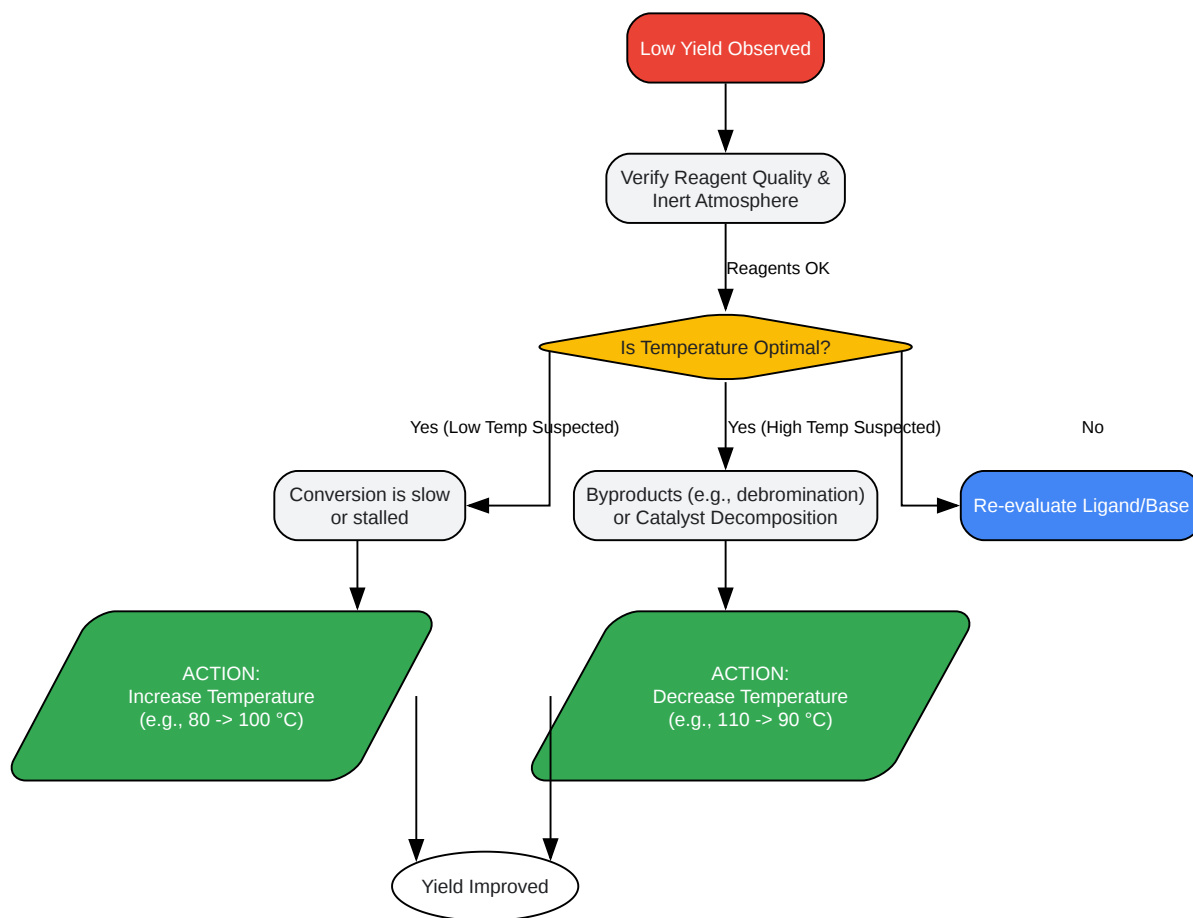 Low Yield Observed
Verify Reagent Quality &
Inert Atmosphere
Reagents OK
Is Temperature Optimal?
Yes (Low Temp Suspected)
Yes (High Temp Suspected)
No
Conversion is slow
or stalled
Byproducts (e.g., debromination)
or Catalyst Decomposition
Re-evaluate Ligand/Base
ACTION:
Increase Temperature
(e.g., 80 -> 100 °C)
ACTION:
Decrease Temperature
(e.g., 110 -> 90 °C)
Yield Improved